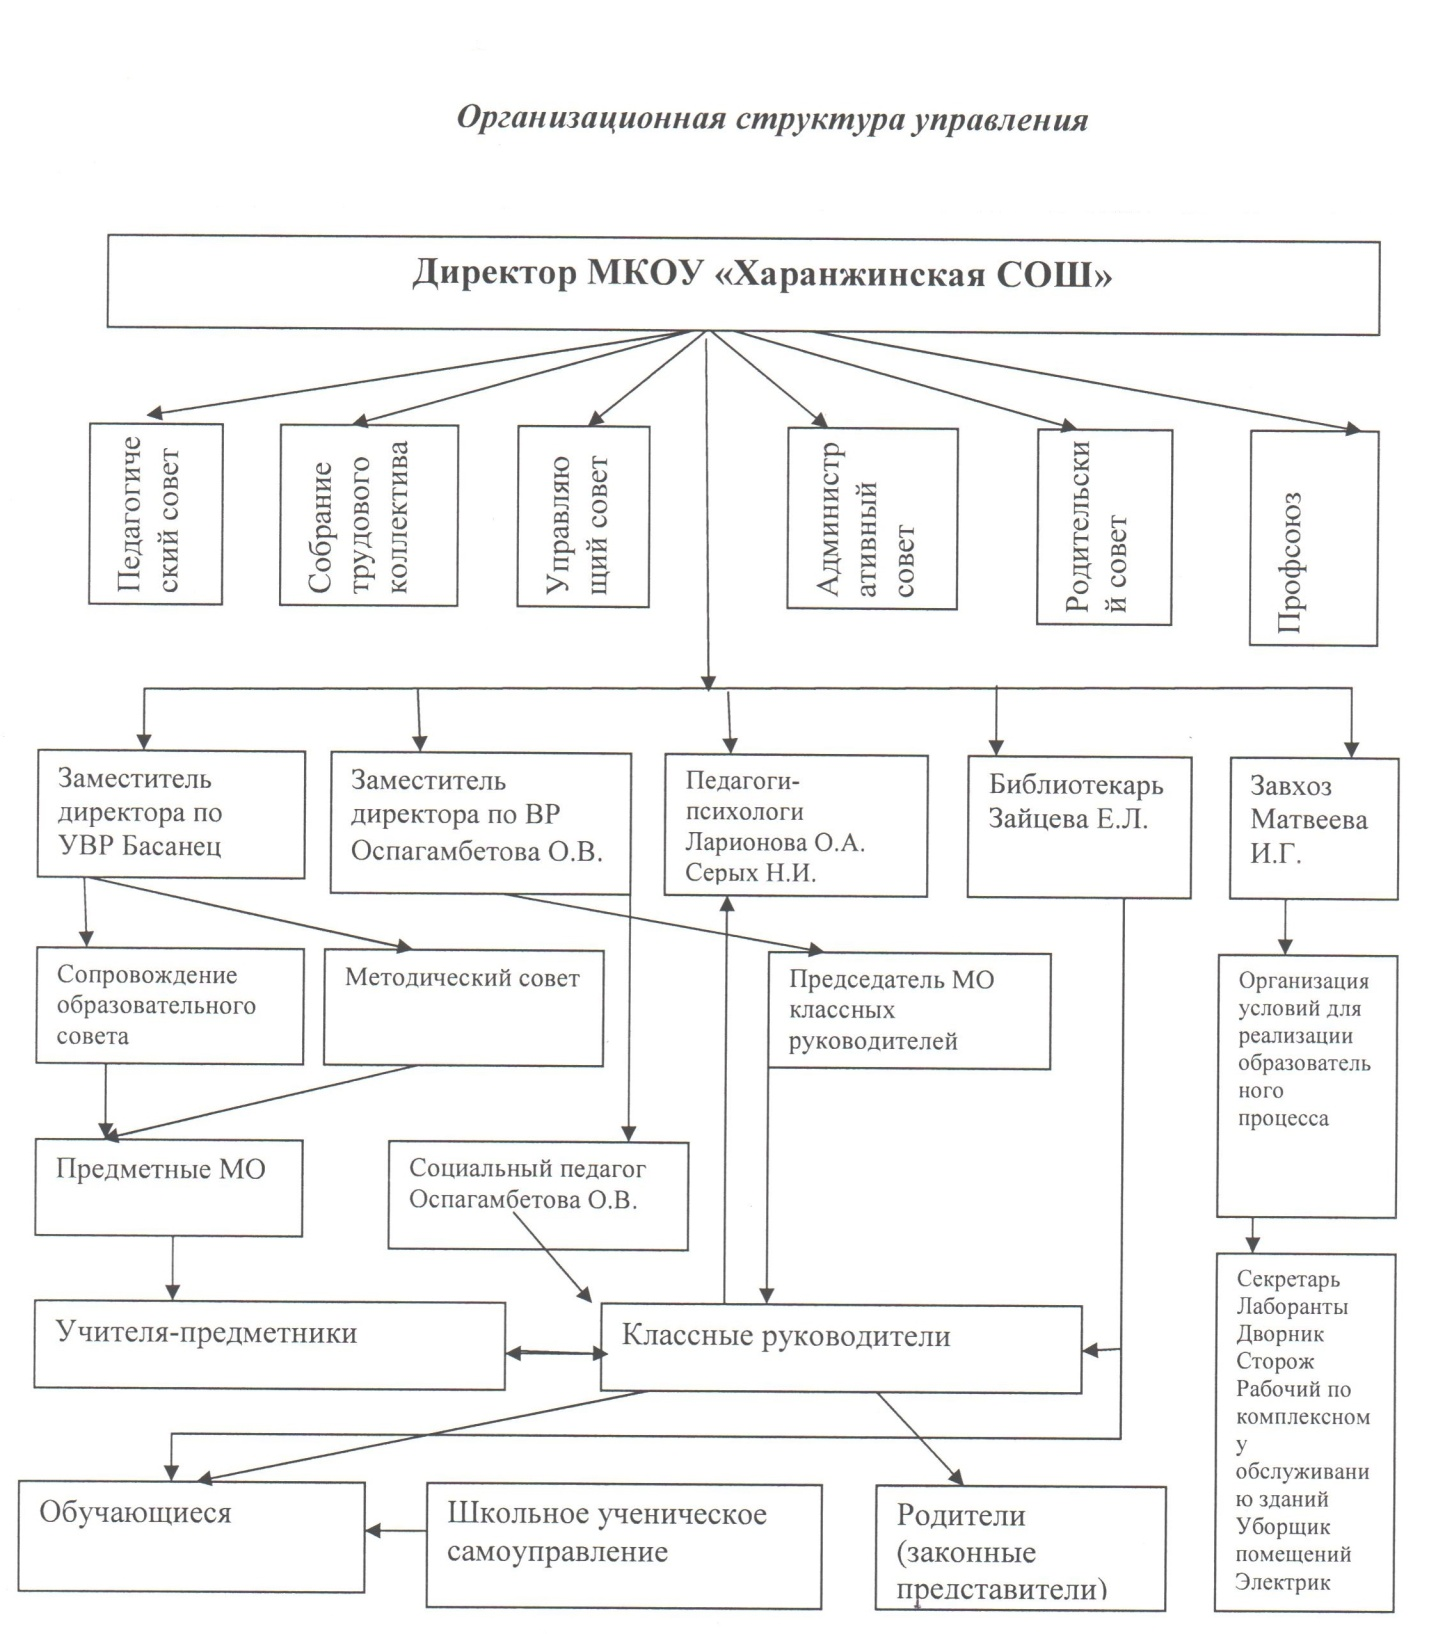 Организационная структура управления
Директор МКОУ «Харанжинская СОШ»
Педагогиче
ский совет
Собрание
трудового
коллектива
Управляю
щий совет
Администр
ативный
совет
Родительски
й совет
Профсоюз
Заместитель
директора по
УВР Басанец
Заместитель
директора по ВР
Оспагамбетова О.В.
Педагоги-
психологи
Ларионова О.А.
Серых Н.И.
Библиотекарь
Зайцева Е.Л.
Завхоз
Матвеева
И.Г.
Сопровождение
образовательного
совета
Методический совет
Председатель МО
классных
руководителей
Организация
условий для
реализации
образователь
ного
процесса
Предметные МО
Социальный педагог
Оспагамбетова О.В.
Учителя-предметники
Классные руководители
Секретарь
Лаборанты
Дворник
Сторож
Рабочий по
комплексном
у
обслуживани
ю зданий
Уборщик
помещений
Электрик
Обучающиеся
Школьное ученическое
самоуправление
Родители
(законные
представители)